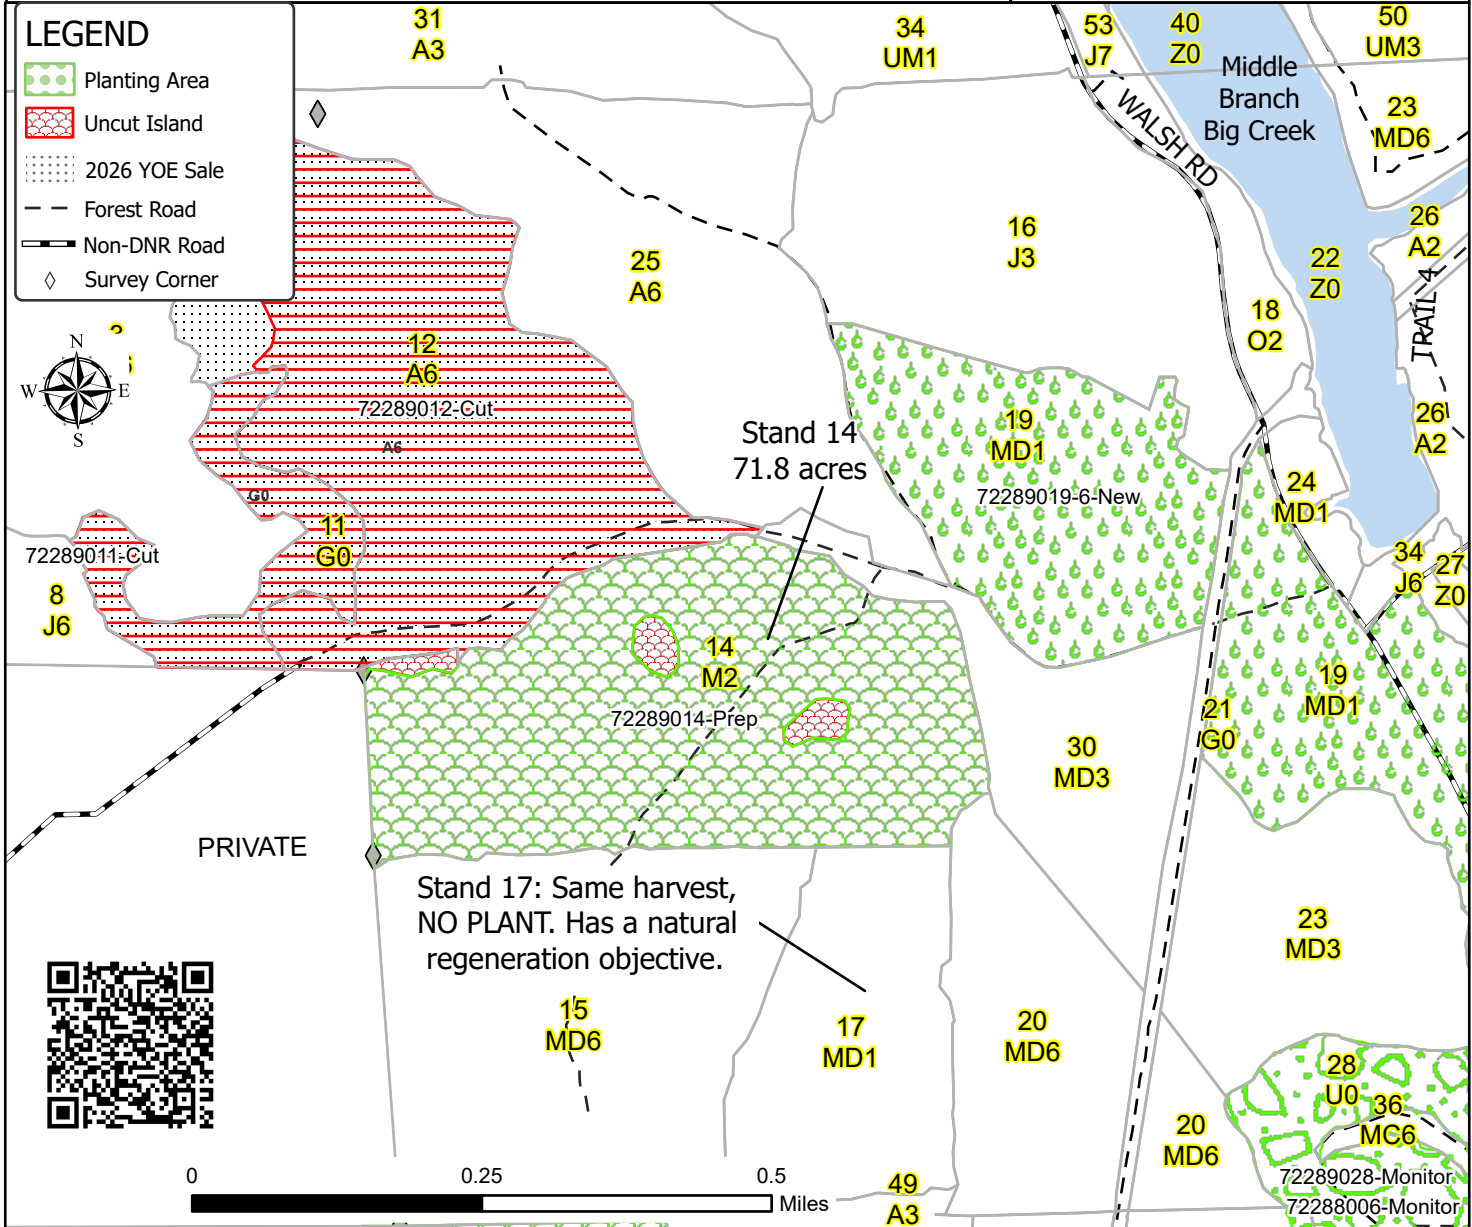 LEGEND
Planting Area
Uncut Island
2026 YOE Sale
Forest Road
Non-DNR Road
Survey Corner
31
A3
34
UM1
53
J7
40
Z0
50
UM3
Middle
Branch
Big Creek
23
MD6
WALSH RD
16
J3
25
A6
26
A2
22
Z0
18
O2
TRAIL 4
N
W
E
S
12
A6
72289012-Cut
A6
G0
Stand 14
71.8 acres
19
MD1
72289019-6-New
26
A2
24
MD1
11
G0
72289011-Cut
8
J6
34
J6
27
Z0
14
M2
72289014-Prep
19
MD1
21
G0
30
MD3
PRIVATE
Stand 17: Same harvest,
NO PLANT. Has a natural
regeneration objective.
23
MD3
15
MD6
17
MD1
20
MD6
28
U0
36
MC6
20
MD6
72289028-Monitor
72288006-Monitor
49
A3
0
0.25
0.5
Miles